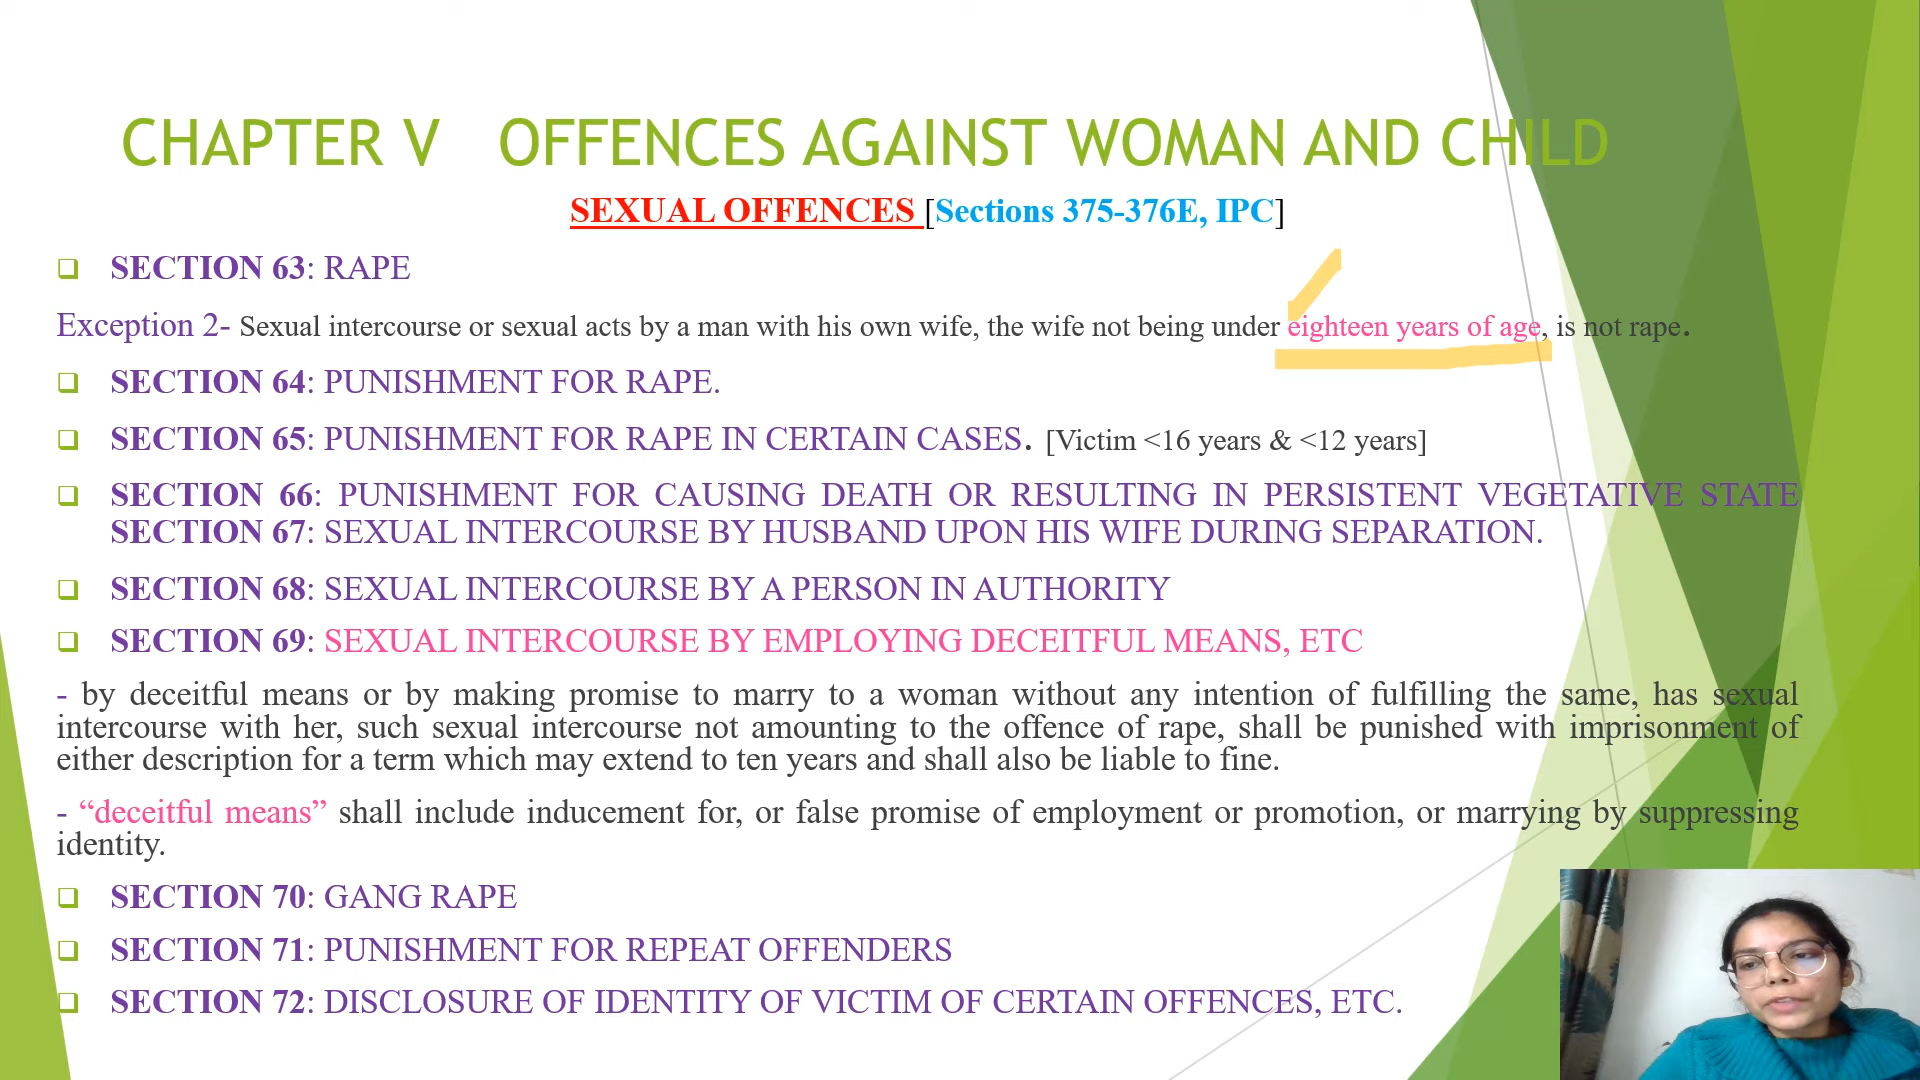 CHAPTER V OFFENCES AGAINST WOMAN AND CHILD
SEXUAL OFFENCES [Sections 375-376E, IPC]
❑ SECTION 63: RAPE
Exception 2- Sexual intercourse or sexual acts by a man with his own wife, the wife not being under eighteen years of age, is not rape.
❑ SECTION 64: PUNISHMENT FOR RAPE.
❑ SECTION 65: PUNISHMENT FOR RAPE IN CERTAIN CASES. [Victim <16 years & <12 years]
❑ SECTION 66: PUNISHMENT FOR CAUSING DEATH OR RESULTING IN PERSISTENT VEGETATIVE STATE
SECTION 67: SEXUAL INTERCOURSE BY HUSBAND UPON HIS WIFE DURING SEPARATION.
❑ SECTION 68: SEXUAL INTERCOURSE BY A PERSON IN AUTHORITY
❑ SECTION 69: SEXUAL INTERCOURSE BY EMPLOYING DECEITFUL MEANS, ETC
- by deceitful means or by making promise to marry to a woman without any intention of fulfilling the same, has sexual
intercourse with her, such sexual intercourse not amounting to the offence of rape, shall be punished with imprisonment of
either description for a term which may extend to ten years and shall also be liable to fine.
- “deceitful means” shall include inducement for, or false promise of employment or promotion, or marrying by suppressing
identity.
❑ SECTION 70: GANG RAPE
❑ SECTION 71: PUNISHMENT FOR REPEAT OFFENDERS
❑ SECTION 72: DISCLOSURE OF IDENTITY OF VICTIM OF CERTAIN OFFENCES, ETC.